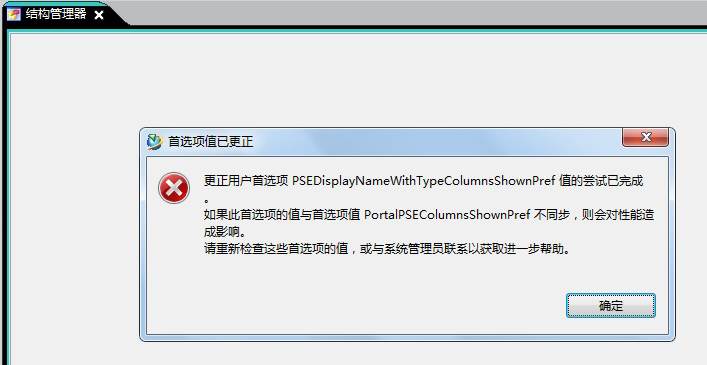 结构管理器
首选项值已更正
更正用户首选项 PSEDisplayNameWithTypeColumnsShownPref 值的尝试已完成
。
如果此首选项的值与首选项值 PortalPSEColumnsShownPref 不同步，则会对性能造
成影响。
请重新检查这些首选项的值，或与系统管理员联系以获取进一步帮助。
确定